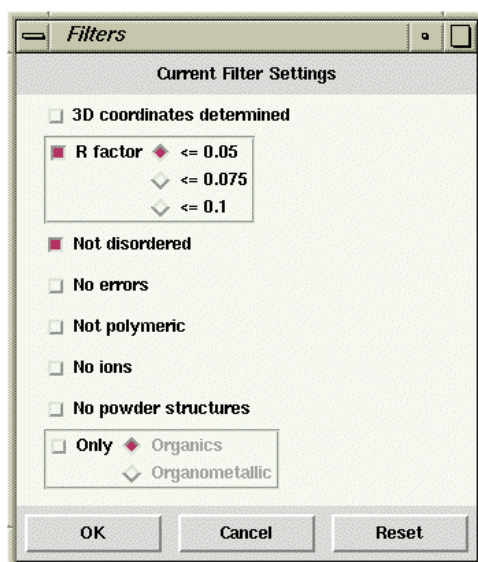 Filters
Current Filter Settings
3D coordinates determined
R factor <= 0.05
<= 0.075
<= 0.1
Not disordered
No errors
Not polymeric
No ions
No powder structures
Only Organics
Organometallic
OK Cancel Reset